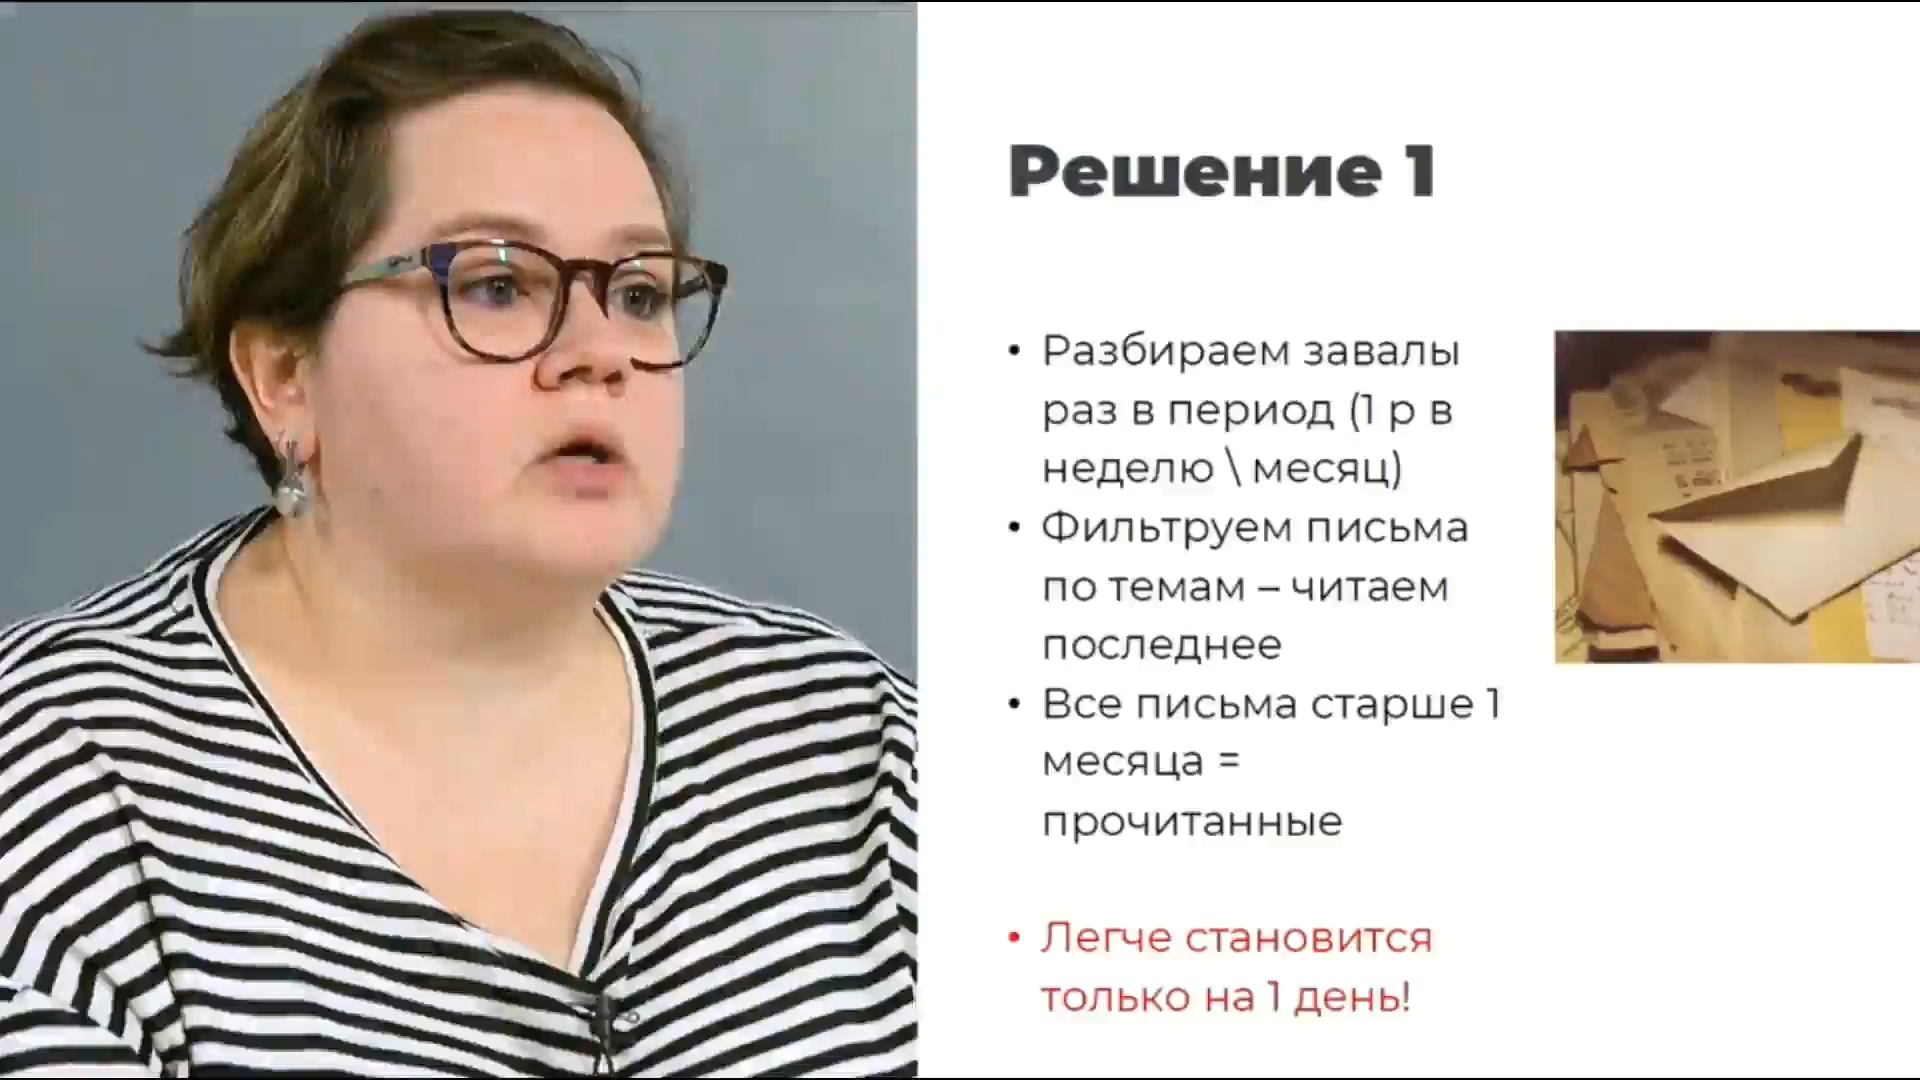 Решение 1
• Разбираем завалы
раз в период (1 р в
неделю \ месяц)
• Фильтруем письма
по темам – читаем
последнее
• Все письма старше 1
месяца =
прочитанные
• Легче становится
только на 1 день!